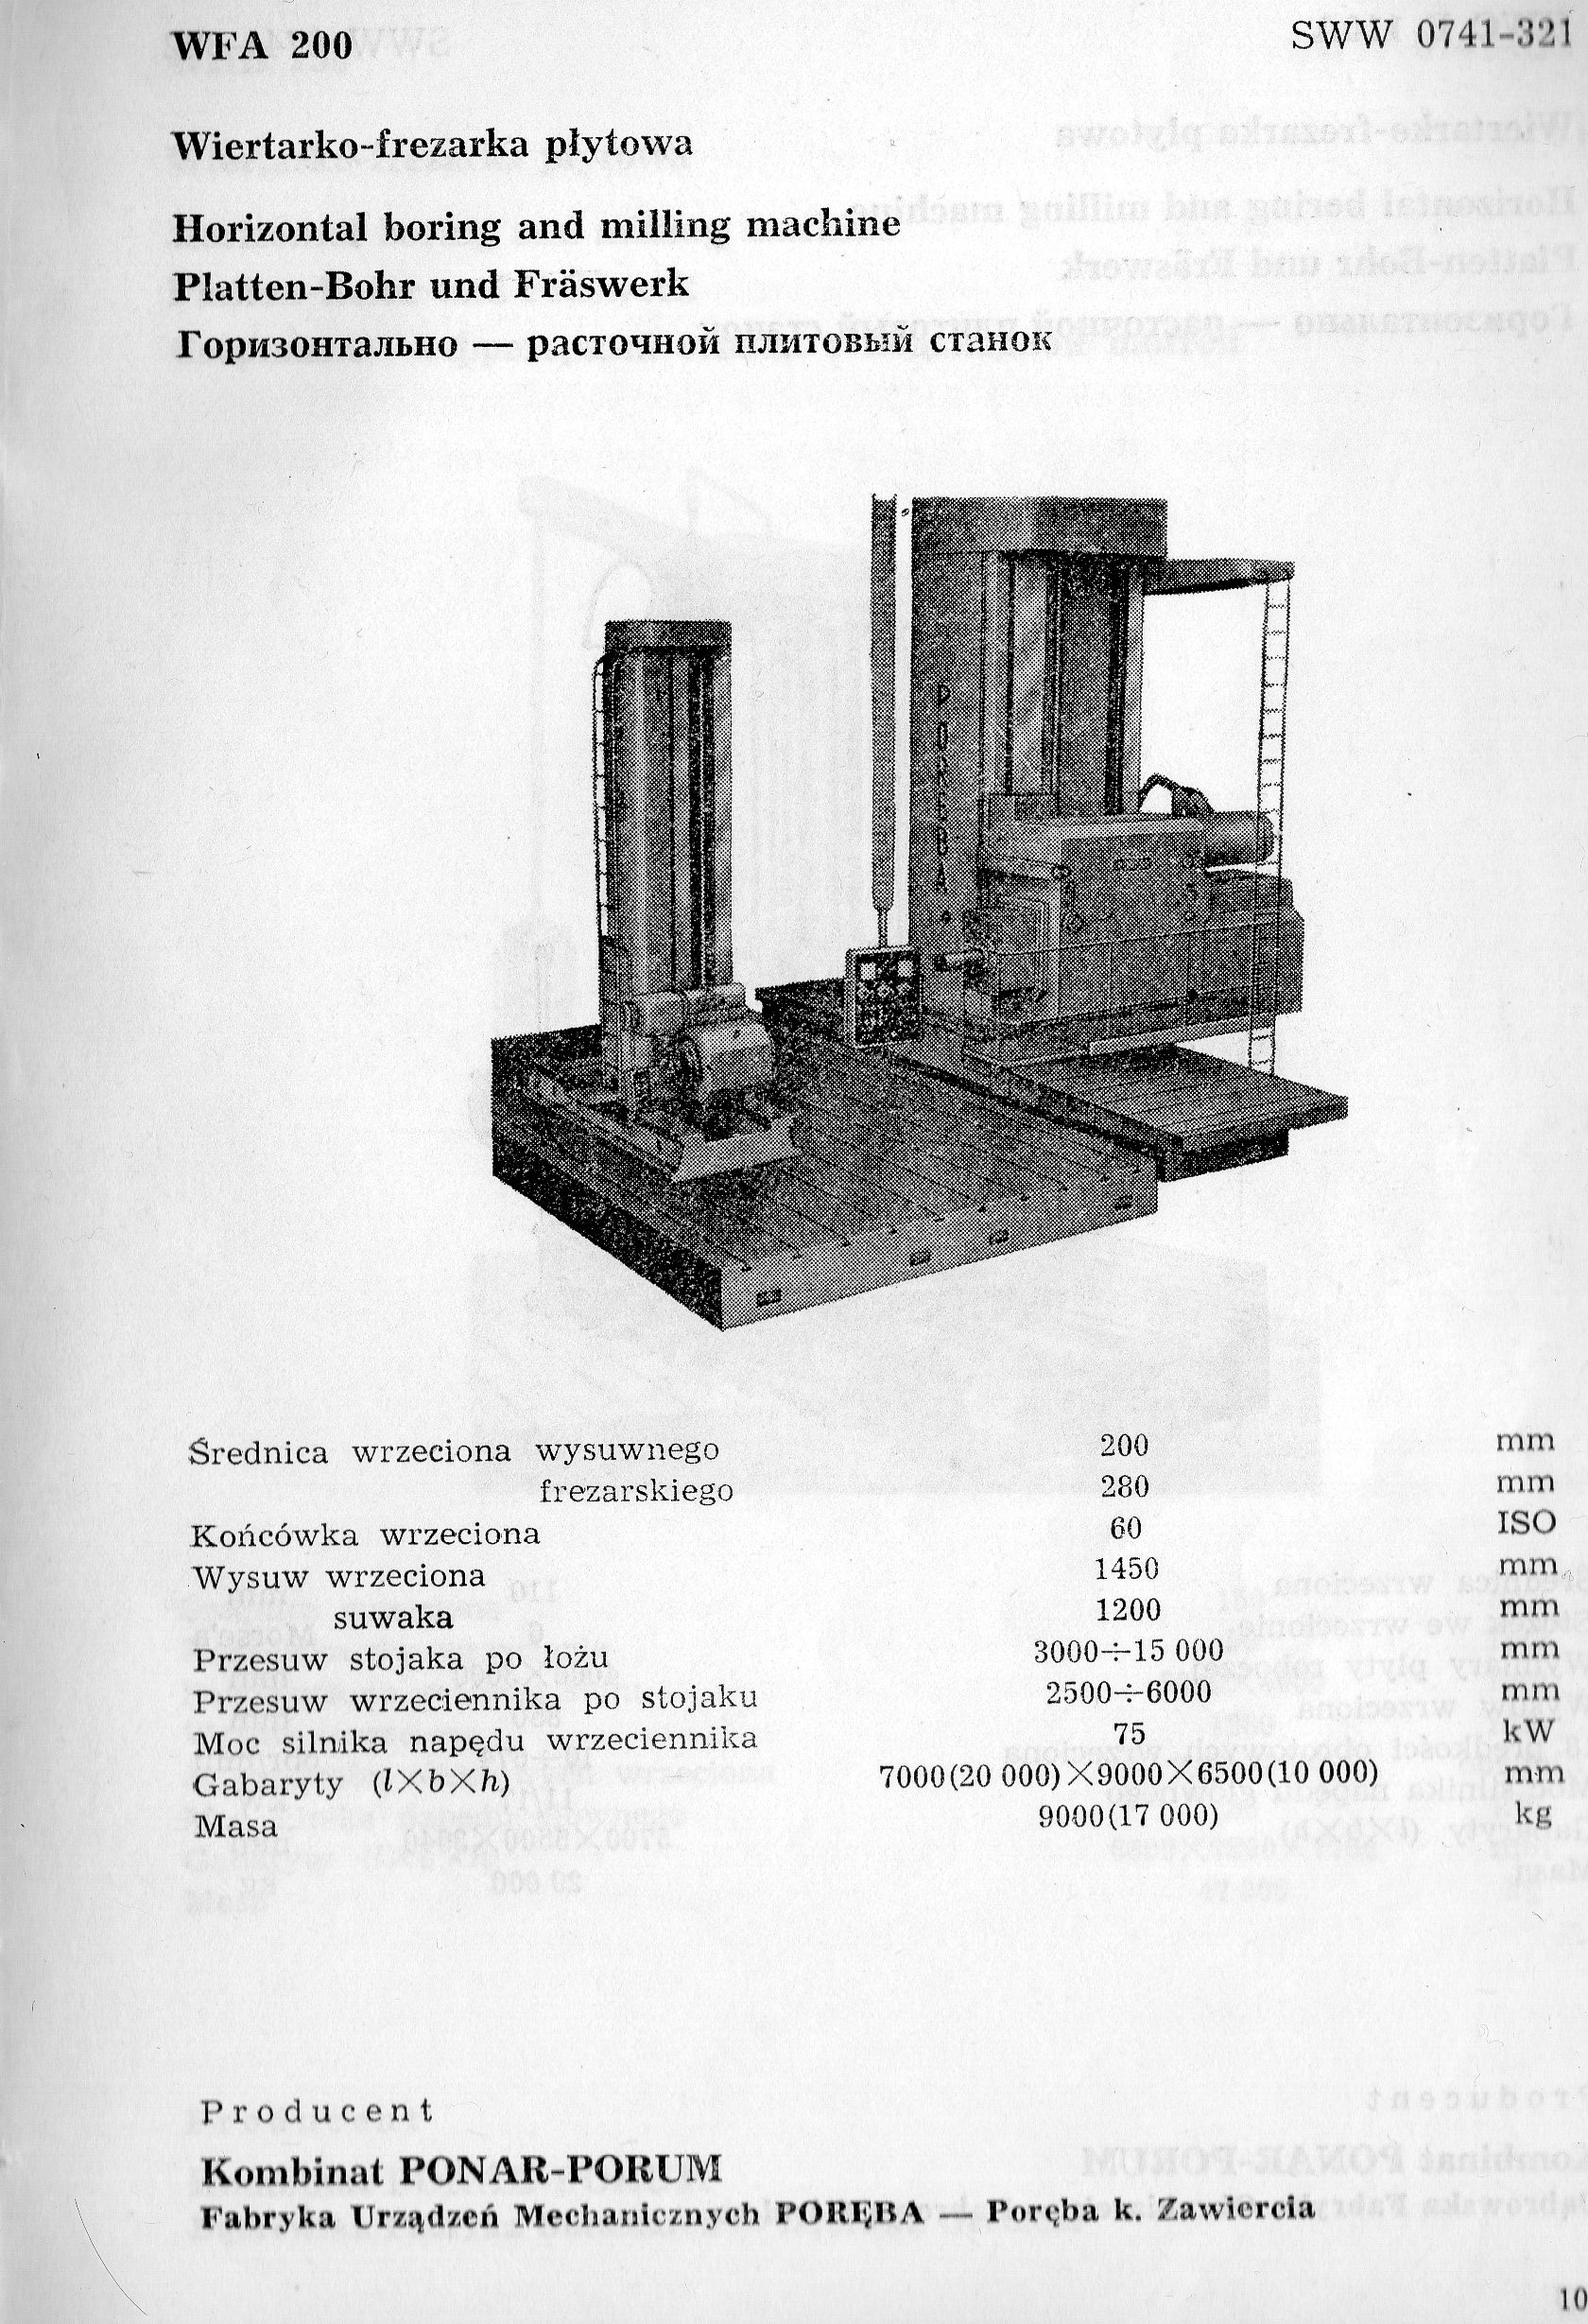 WFA 200 SWW 0741-321
Wiertarko-frezarka płytowa
Horizontal boring and milling machine
Platten-Bohr und Fräswerk
Горизонтально — расточной плитовый станок
PORĘBA
Średnica wrzeciona wysuwnego 200 mm
frezarskiego 280 mm
Końcówka wrzeciona 60 ISO
Wysuw wrzeciona 1450 mm
suwaka 1200 mm
Przesuw stojaka po łożu 3000÷15 000 mm
Przesuw wrzeciennika po stojaku 2500÷6000 mm
Moc silnika napędu wrzeciennika 75 kW
Gabaryty (l×b×h) 7000(20 000)×9000×6500(10 000) mm
Masa 9000(17 000) kg
Producent
Kombinat PONAR-PORUM
Fabryka Urządzeń Mechanicznych PORĘBA — Poręba k. Zawiercia
10